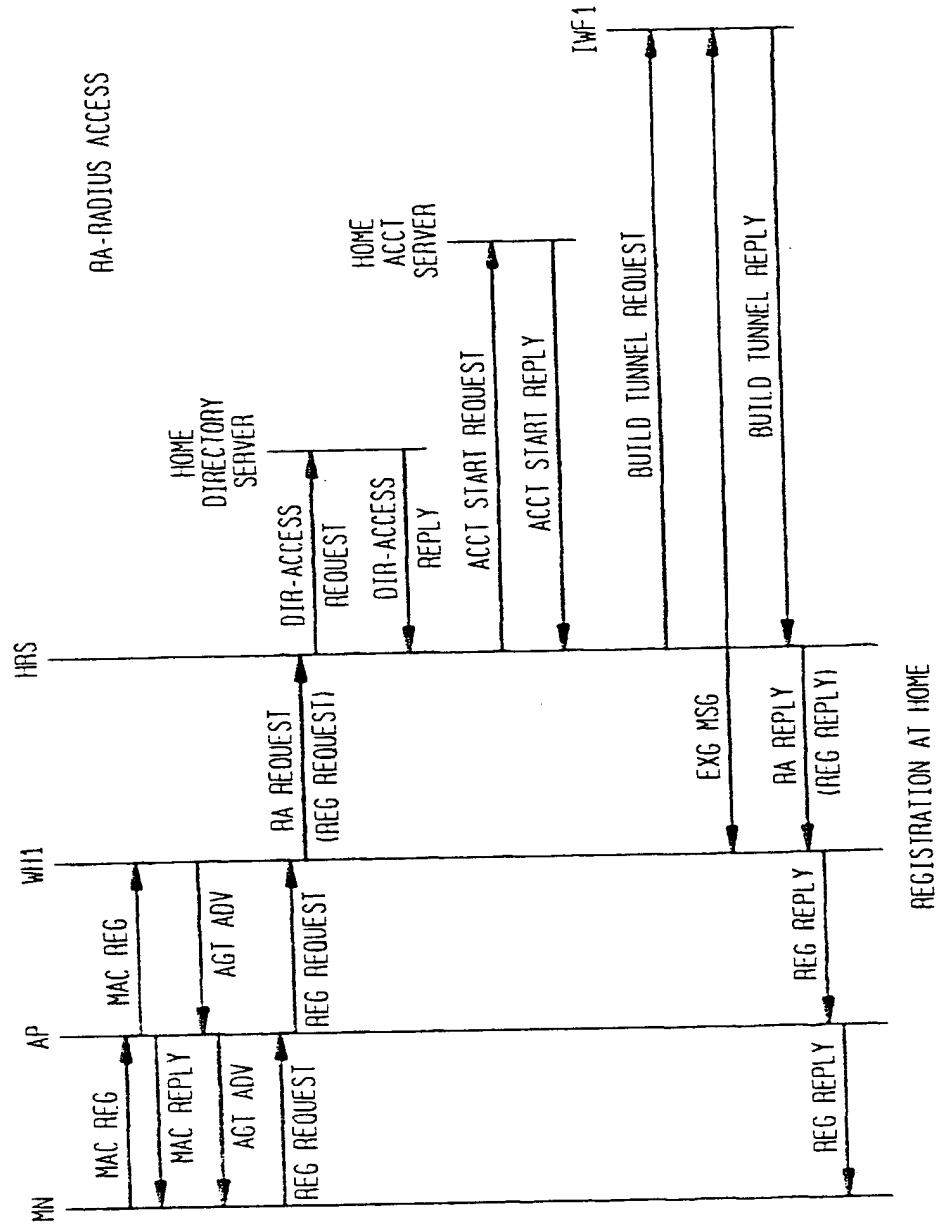 RA-RADIUS ACCESS
MN
AP
WH1
HRS
HOME
DIRECTORY
SERVER
HOME
ACCT
SERVER
IWF1
MAC REG
MAC REG
MAC REPLY
AGT ADV
AGT ADV
REG REQUEST
REG REQUEST
RA REQUEST
(REG REQUEST)
DIR-ACCESS
REQUEST
DIR-ACCESS
REPLY
ACCT START REQUEST
ACCT START REPLY
BUILD TUNNEL REQUEST
EXG MSG
BUILD TUNNEL REPLY
RA REPLY
(REG REPLY)
REG REPLY
REG REPLY
REGISTRATION AT HOME